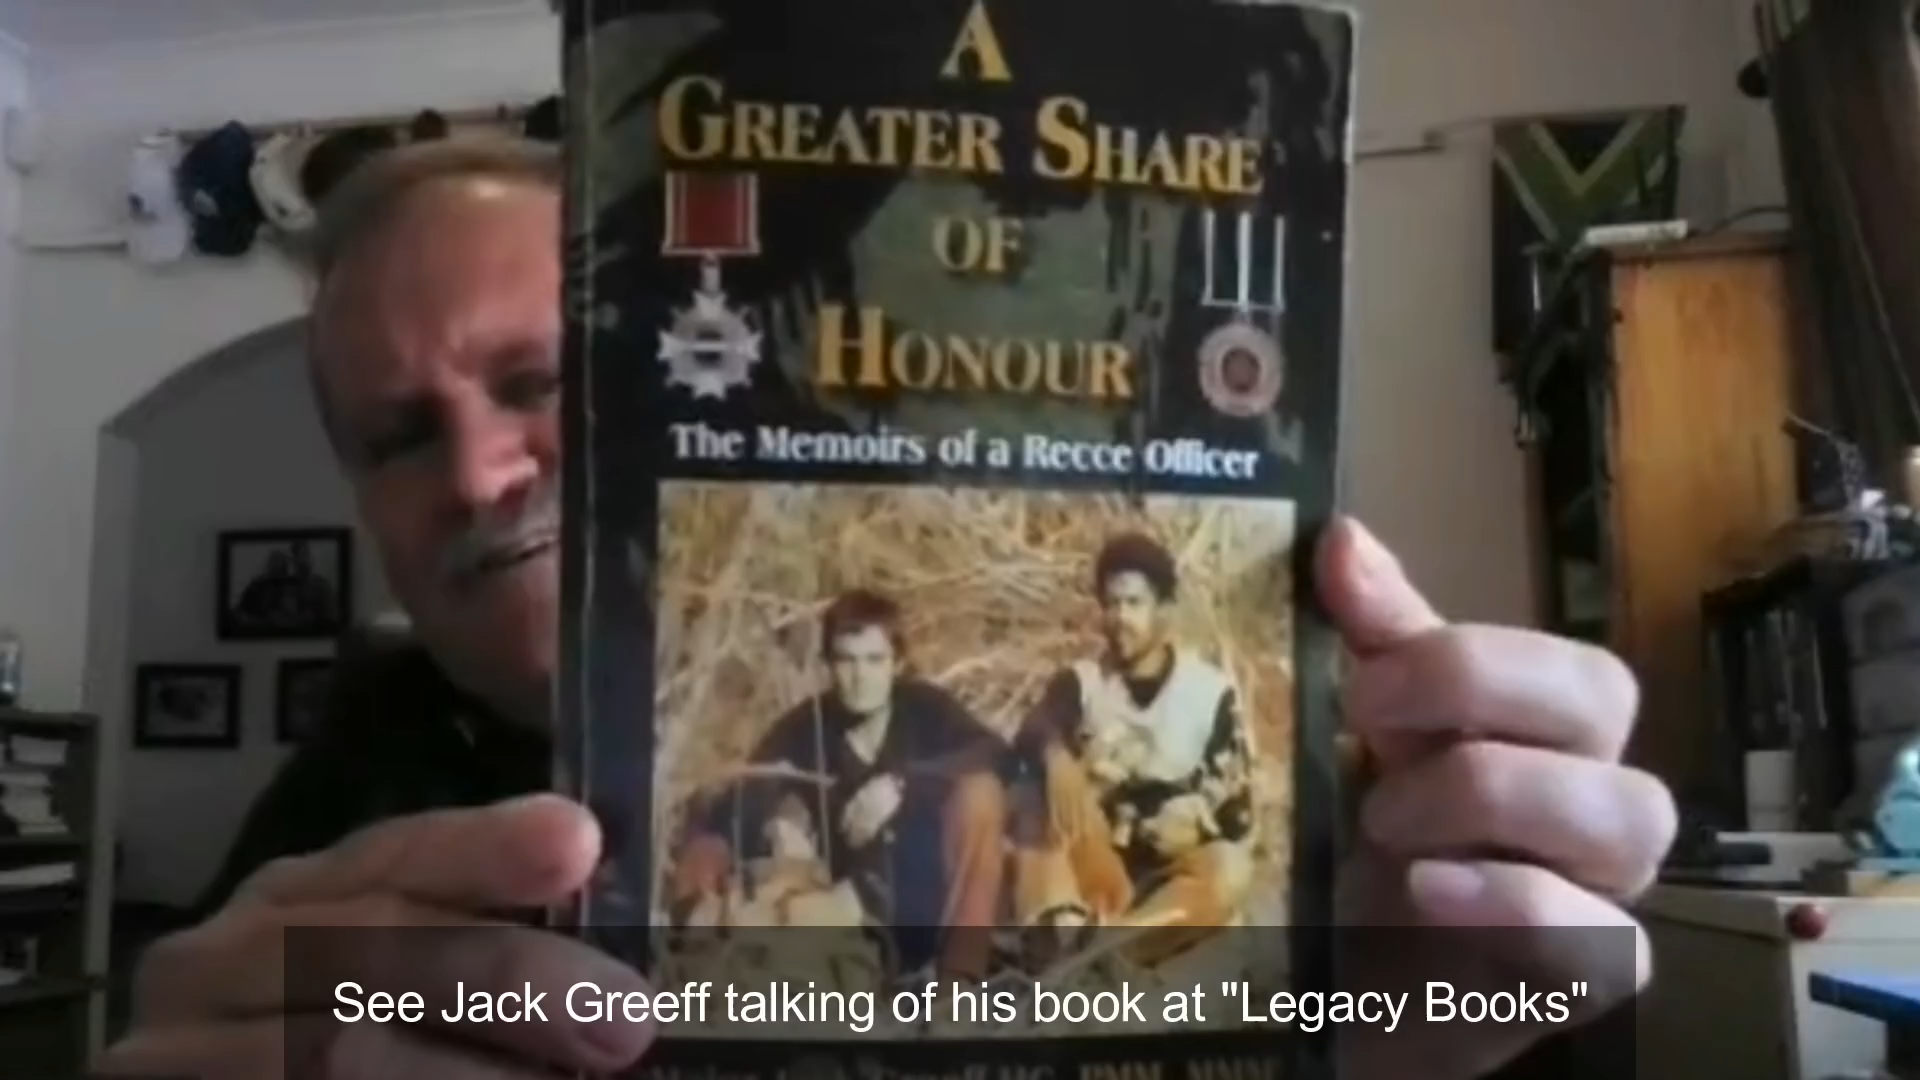 A
GREATER SHARE
OF
HONOUR
The Memoirs of a Recce Officer
See Jack Greeff talking of his book at "Legacy Books"